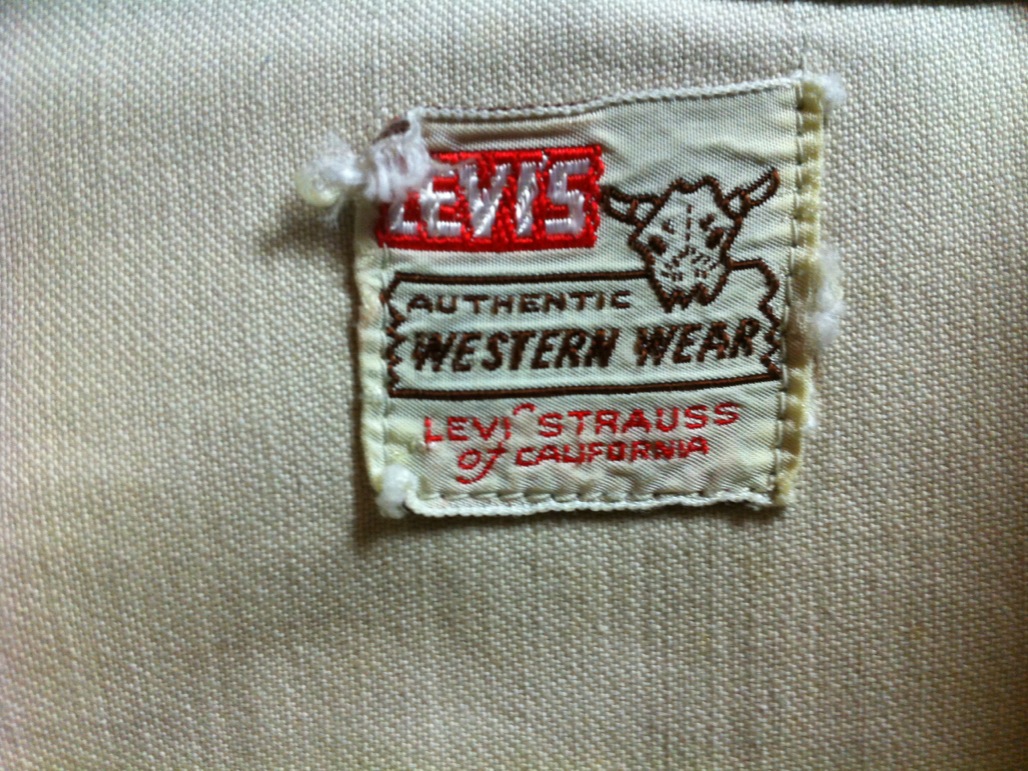 LEVI'S
AUTHENTIC
WESTERN WEAR
LEVI STRAUSS
of CALIFORNIA